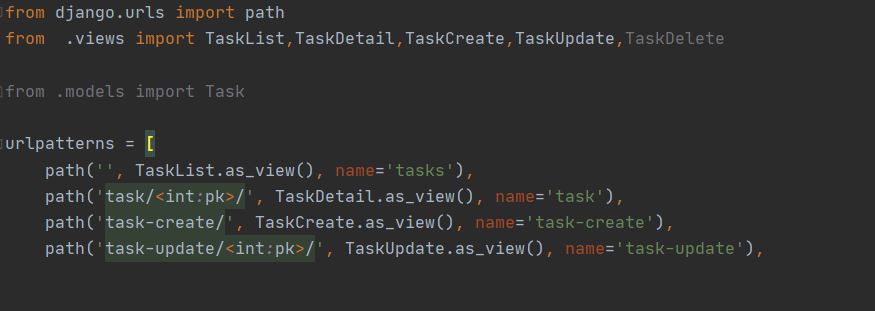 from django.urls import path
from  .views import TaskList,TaskDetail,TaskCreate,TaskUpdate,TaskDelete
from .models import Task
urlpatterns = [
    path('', TaskList.as_view(), name='tasks'),
    path('task/<int:pk>/', TaskDetail.as_view(), name='task'),
    path('task-create/', TaskCreate.as_view(), name='task-create'),
    path('task-update/<int:pk>/', TaskUpdate.as_view(), name='task-update'),